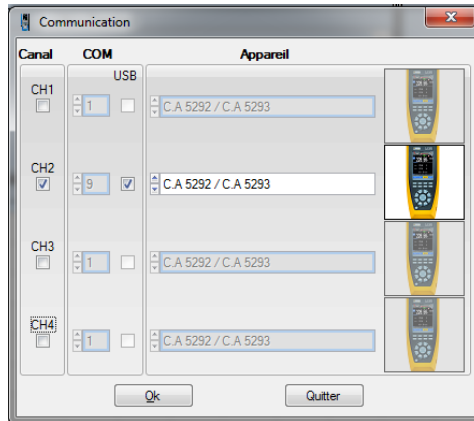 Communication
Canal COM Appareil
USB
CH1
1 C.A 5292 / C.A 5293
CH2
9 C.A 5292 / C.A 5293
CH3
1 C.A 5292 / C.A 5293
CH4
1 C.A 5292 / C.A 5293
Ok Quitter